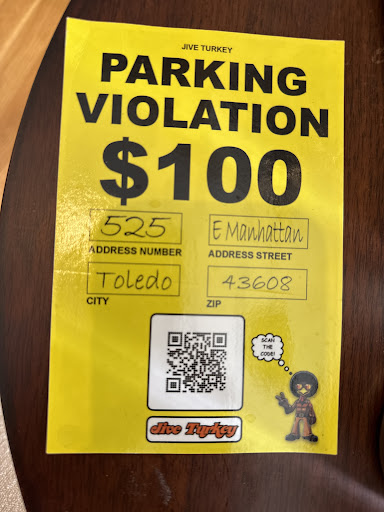 JIVE TURKEY
PARKING
VIOLATION
$100
525 E Manhattan
ADDRESS NUMBER ADDRESS STREET
Toledo 43608
CITY ZIP
SCAN
THE
CODE!
Jive Turkey